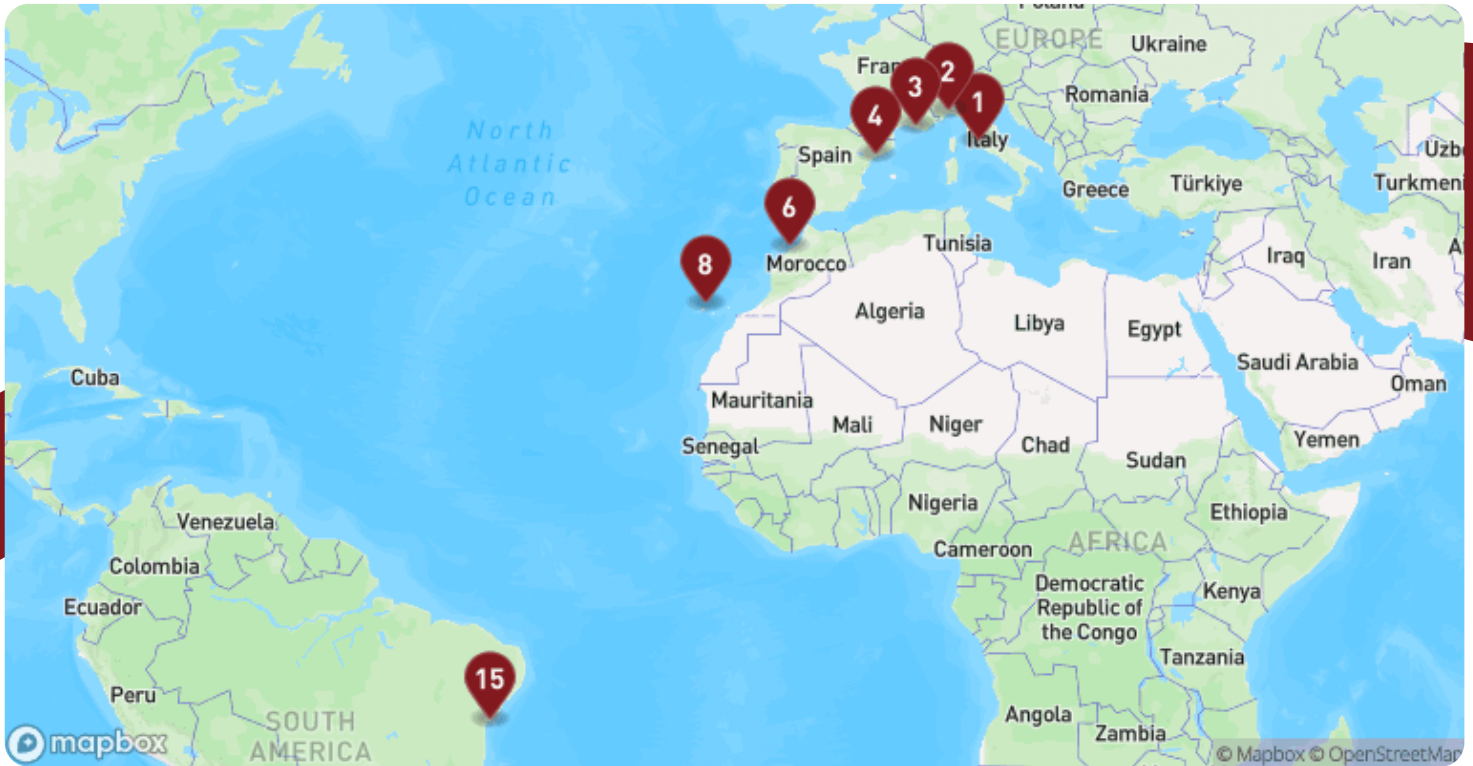 Poland
EUROPE
Ukraine
Fran
2
3
1
4
Romania
Italy
North
Atlantic
Ocean
Spain
Uzb
Türkiye
Turkmeni
Greece
6
Tunisia
8
Morocco
Iraq
Iran
A
Algeria
Libya
Egypt
Saudi Arabia
Cuba
Oman
Mauritania
Mali
Niger
Chad
Senegal
Yemen
Sudan
Nigeria
Ethiopia
Venezuela
Cameroon
AFRICA
Colombia
Democratic
Republic of
the Congo
Kenya
Ecuador
Tanzania
15
Peru
Angola
SOUTH
AMERICA
Zambia
mapbox
© Mapbox © OpenStreetMap